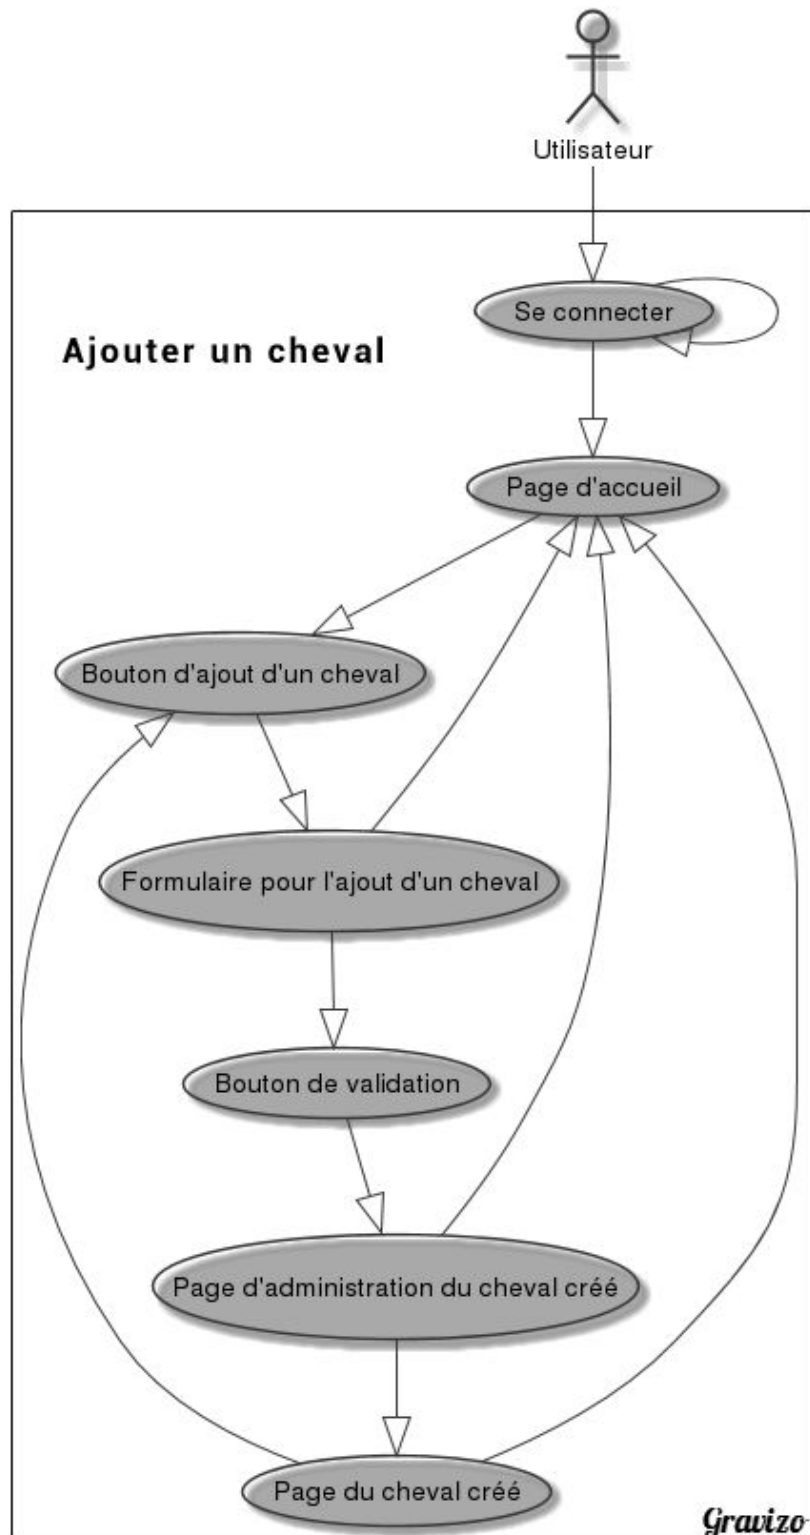 Utilisateur
Se connecter
Ajouter un cheval
Page d'accueil
Bouton d'ajout d'un cheval
Formulaire pour l'ajout d'un cheval
Bouton de validation
Page d'administration du cheval créé
Page du cheval créé
Gravizo